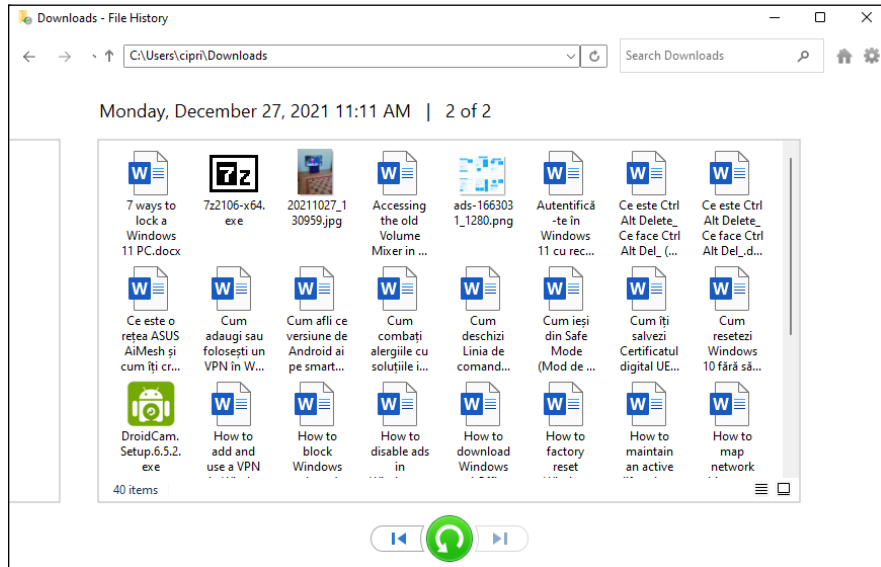 Downloads - File History
C:\Users\cipri\Downloads
Search Downloads
Monday, December 27, 2021 11:11 AM | 2 of 2
7z
7 ways to
lock a
Windows
11 PC.docx
7z2106-x64.
exe
20211027_1
30959.jpg
Accessing
the old
Volume
Mixer in ...
ads-166303
1_1280.png
Autentifică
-te în
Windows
11 cu rec...
Ce este Ctrl
Alt Delete_
Ce face Ctrl
Alt Del_ (...
Ce este Ctrl
Alt Delete_
Ce face Ctrl
Alt Del_.d...
Ce este o
rețea ASUS
AiMesh și
cum îți cr...
Cum
adaugi sau
folosești un
VPN în W...
Cum afli ce
versiune de
Android ai
pe smart...
Cum
combați
alergiile cu
soluțiile i...
Cum
deschizi
Linia de
comand...
Cum ieși
din Safe
Mode
(Mod de ...
Cum îți
salvezi
Certificatul
digital UE...
Cum
resetezi
Windows
10 fără să...
DroidCam.
Setup.6.5.2.
exe
How to
add and
use a VPN
How to
block
Windows
How to
disable ads
in
How to
download
Windows
How to
factory
reset
How to
maintain
an active
How to
map
network
40 items